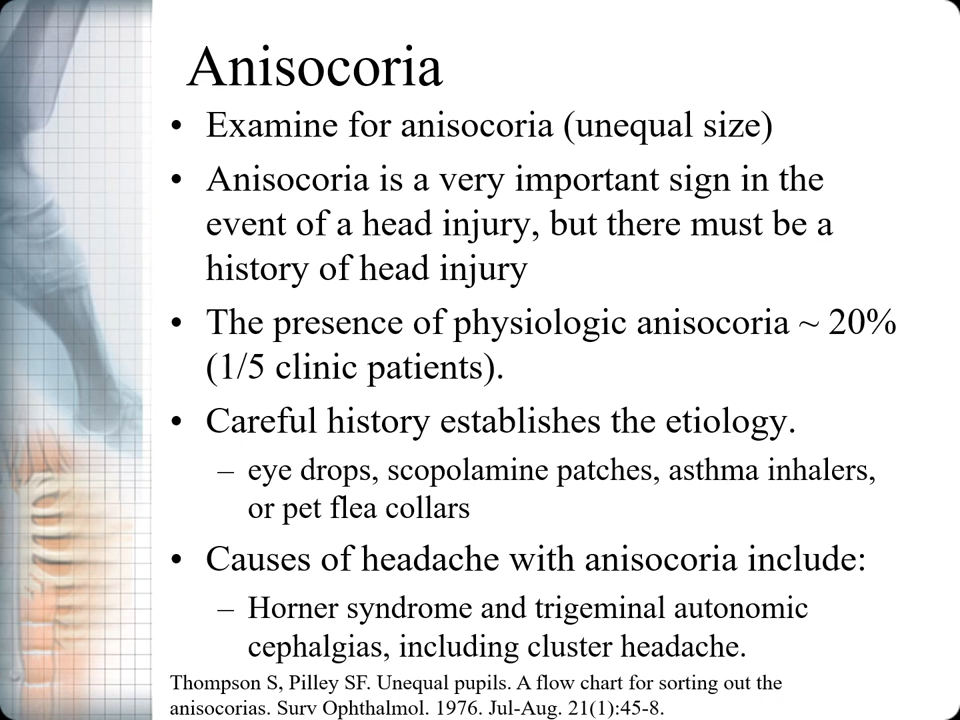 Anisocoria
• Examine for anisocoria (unequal size)
• Anisocoria is a very important sign in the
event of a head injury, but there must be a
history of head injury
• The presence of physiologic anisocoria ~ 20%
(1/5 clinic patients).
• Careful history establishes the etiology.
– eye drops, scopolamine patches, asthma inhalers,
or pet flea collars
• Causes of headache with anisocoria include:
– Horner syndrome and trigeminal autonomic
cephalgias, including cluster headache.
Thompson S, Pilley SF. Unequal pupils. A flow chart for sorting out the
anisocorias. Surv Ophthalmol. 1976. Jul-Aug. 21(1):45-8.